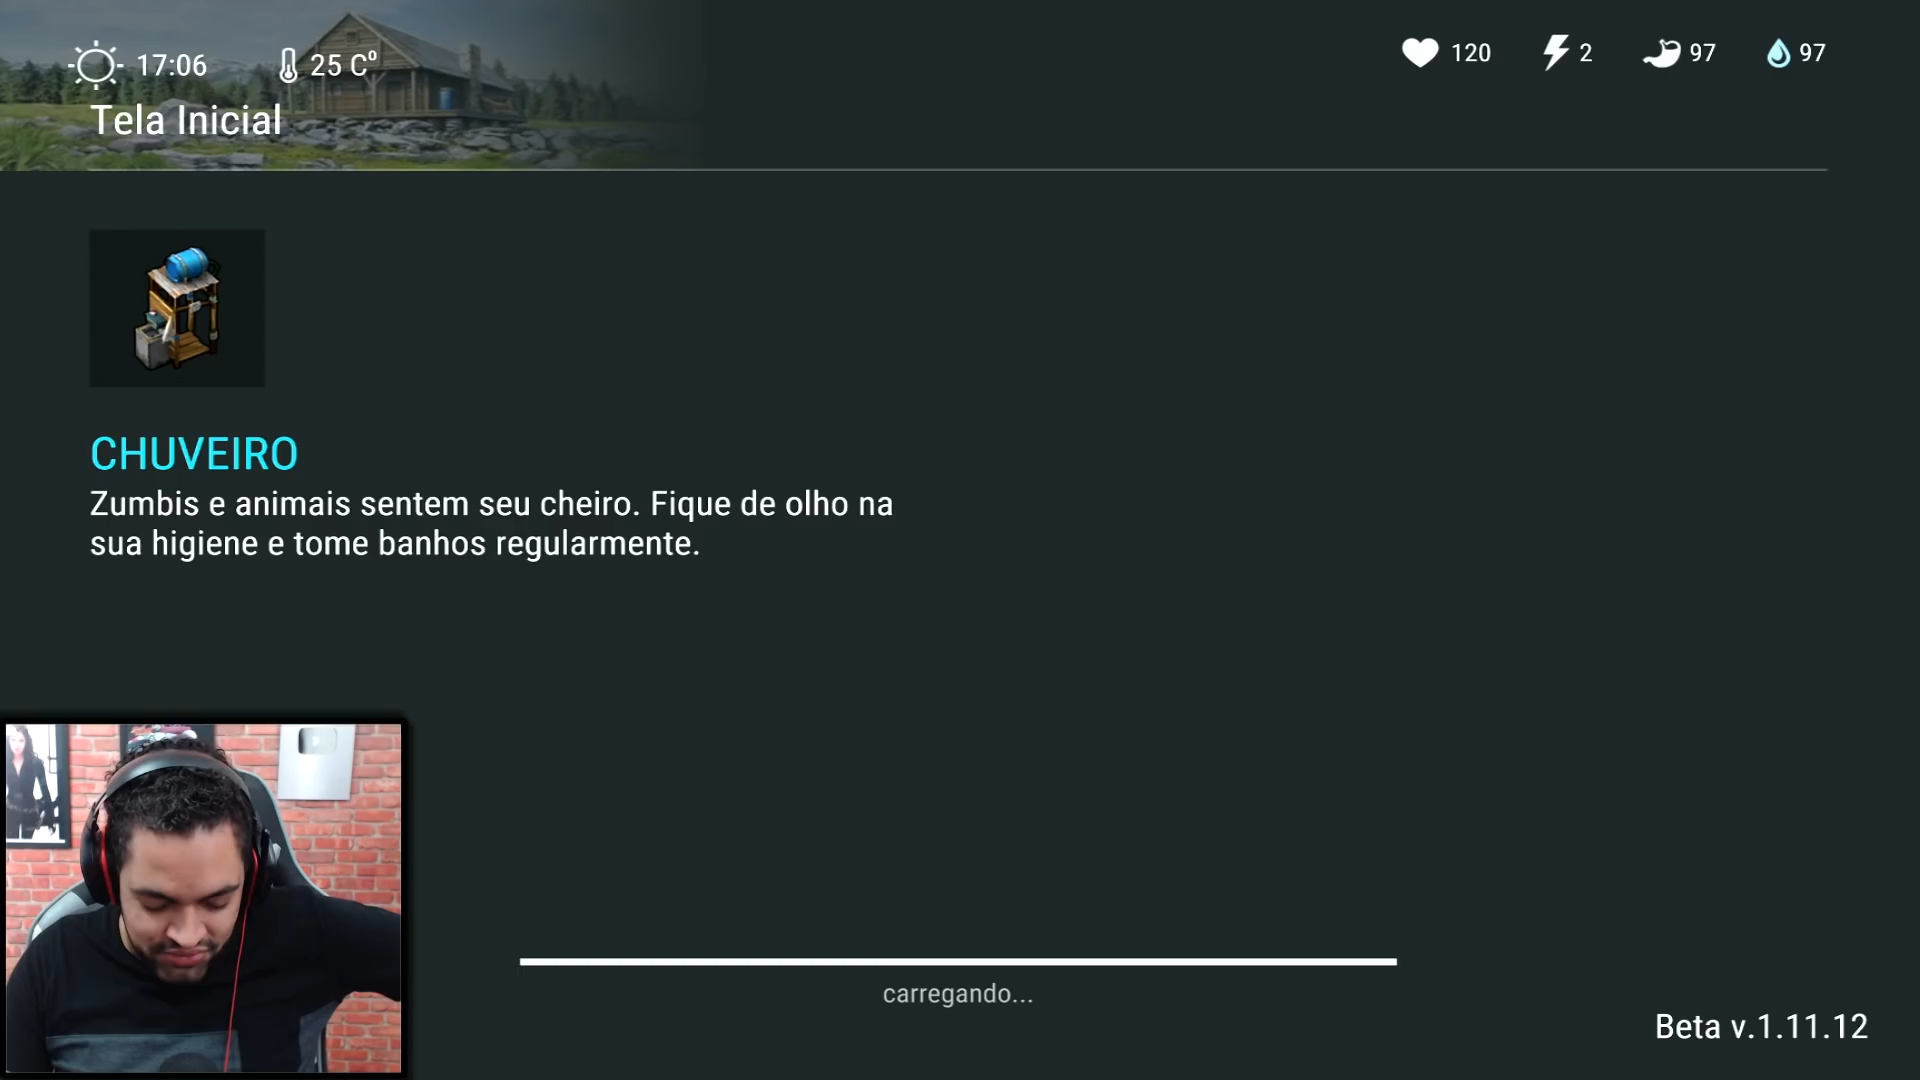 17:06
25 Cº
120
2
97
97
Tela Inicial
CHUVEIRO
Zumbis e animais sentem seu cheiro. Fique de olho na
sua higiene e tome banhos regularmente.
carregando...
Beta v.1.11.12